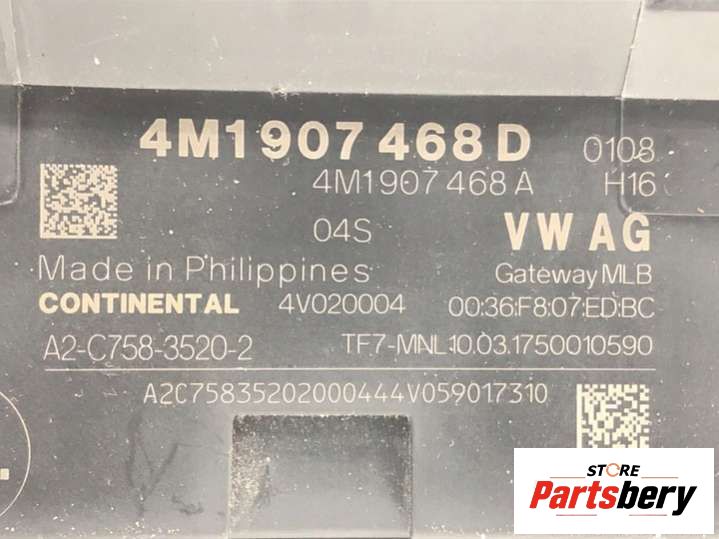 4M1907468D 0108
4M1907468A H16
04S VW AG
Made in Philippines Gateway MLB
CONTINENTAL 4V020004 00:36:F8:07:ED:BC
A2-C758-3520-2 TF7-MNL10.03.1750010590
A2C75835202000444V059017310
STORE
Partsbery